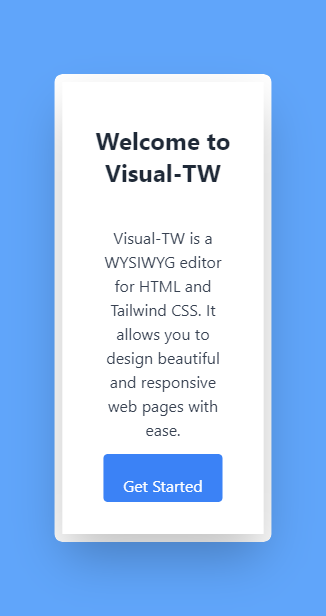 Welcome to
Visual-TW
Visual-TW is a
WYSIWYG editor
for HTML and
Tailwind CSS. It
allows you to
design beautiful
and responsive
web pages with
ease.
Get Started